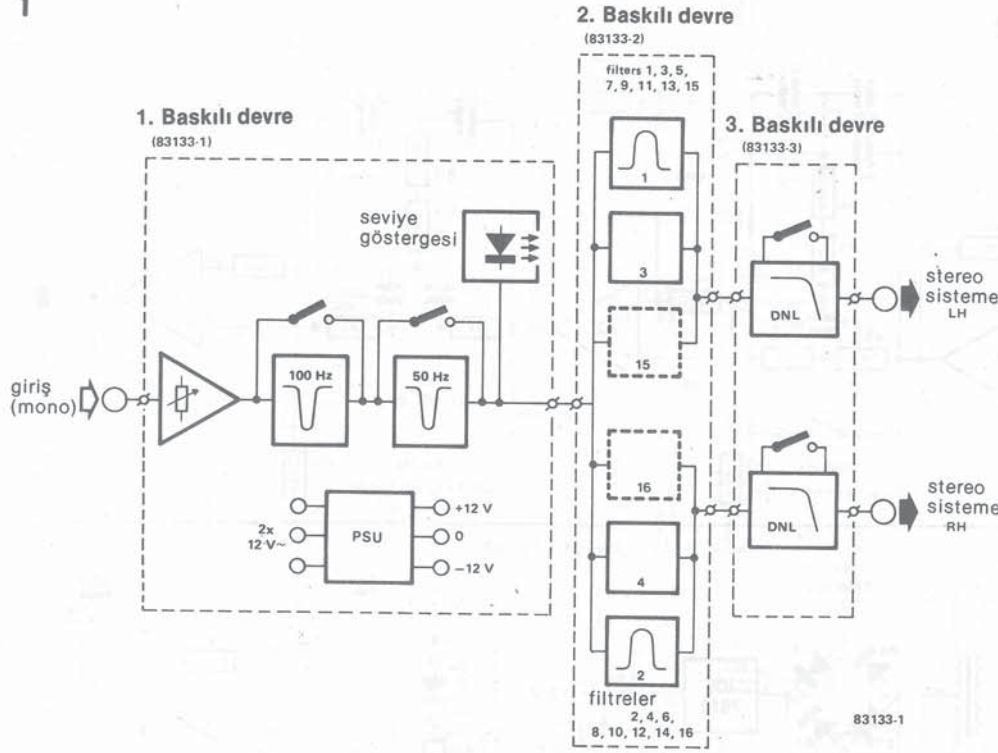 1
2. Baskılı devre
(83133-2)
filters 1, 3, 5,
7, 9, 11, 13, 15
1. Baskılı devre
(83133-1)
3. Baskılı devre
(83133-3)
1
seviye
göstergesi
3
DNL
stereo
sisteme
LH
15
100 Hz
50 Hz
giriş
(mono)
16
DNL
stereo
sisteme
RH
2x
12 V~
PSU
+12 V
0
−12 V
4
2
filtreler
2, 4, 6,
8, 10, 12, 14, 16
83133-1